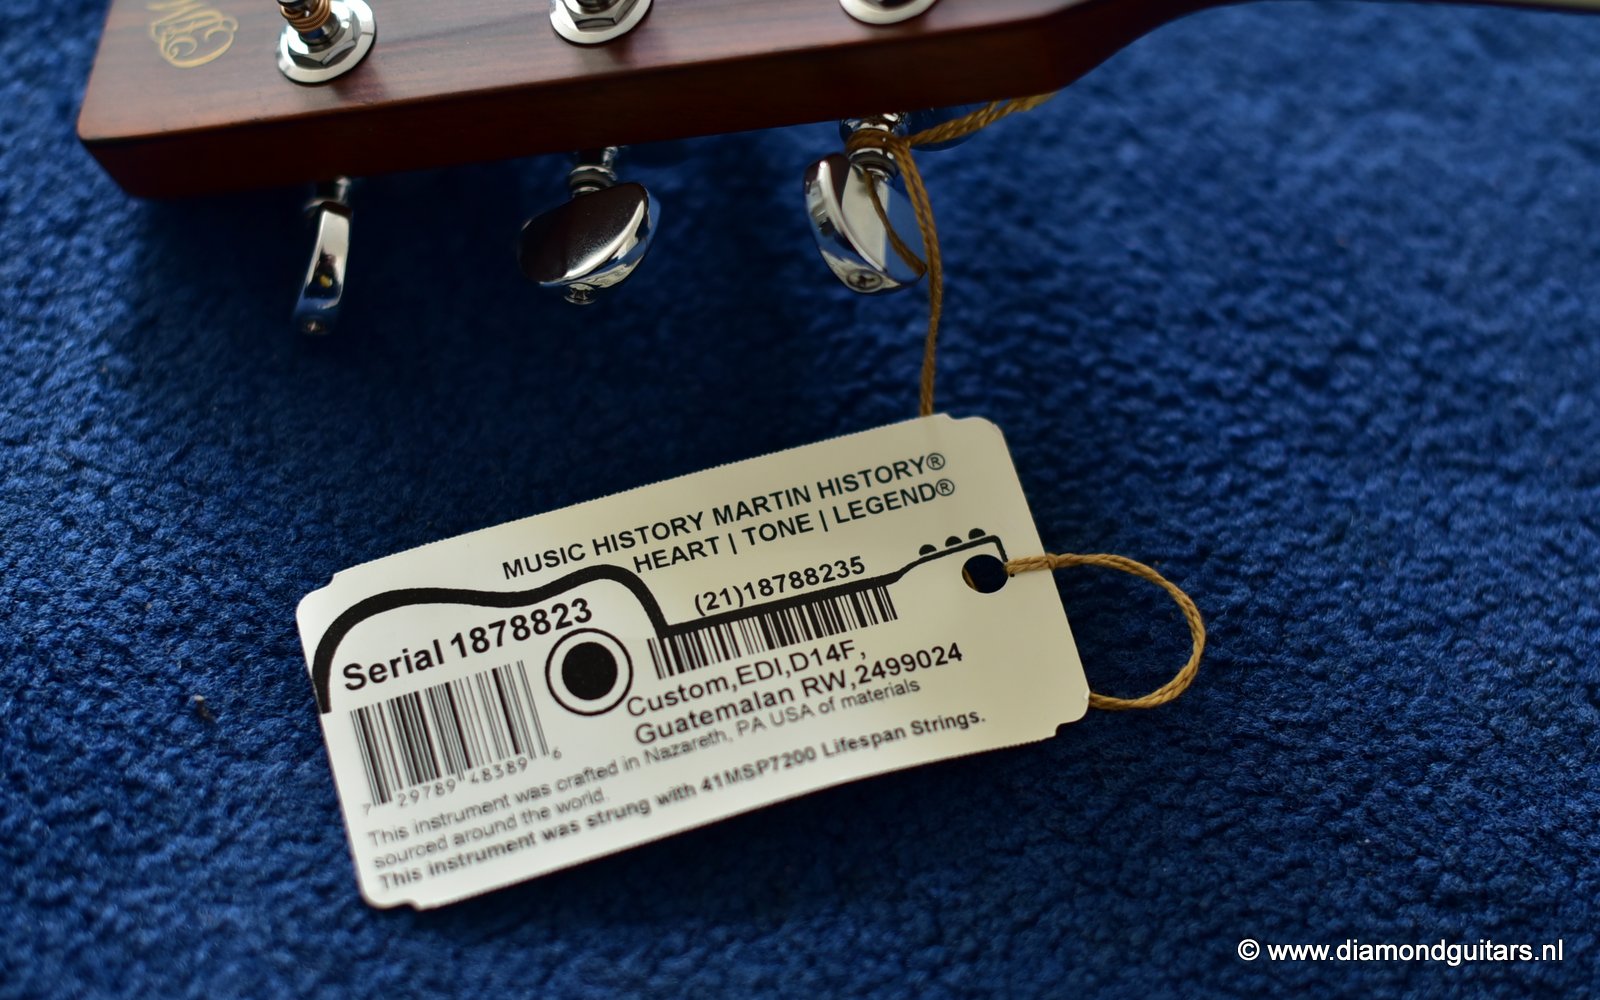 MUSIC HISTORY MARTIN HISTORY®
HEART | TONE | LEGEND®
(21)18788235
Serial 1878823
Custom,EDI,D14F,
Guatemalan RW,2499024
7 29789 48389 6
This instrument was crafted in Nazareth, PA USA of materials
sourced around the world.
This instrument was strung with 41MSP7200 Lifespan Strings.
© www.diamondguitars.nl